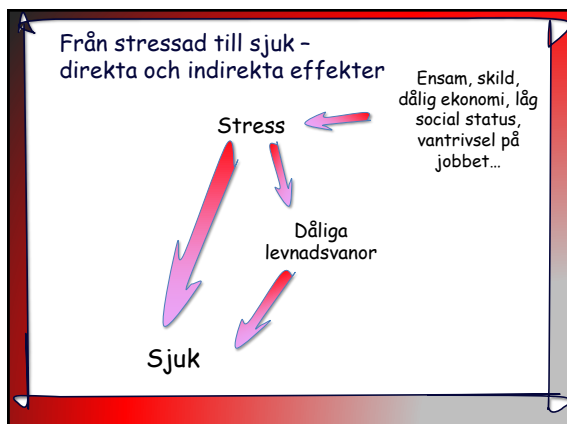 Från stressad till sjuk –
direkta och indirekta effekter
Ensam, skild,
dålig ekonomi, låg
social status,
vantrivsel på
jobbet…
Stress
Dåliga
levnadsvanor
Sjuk